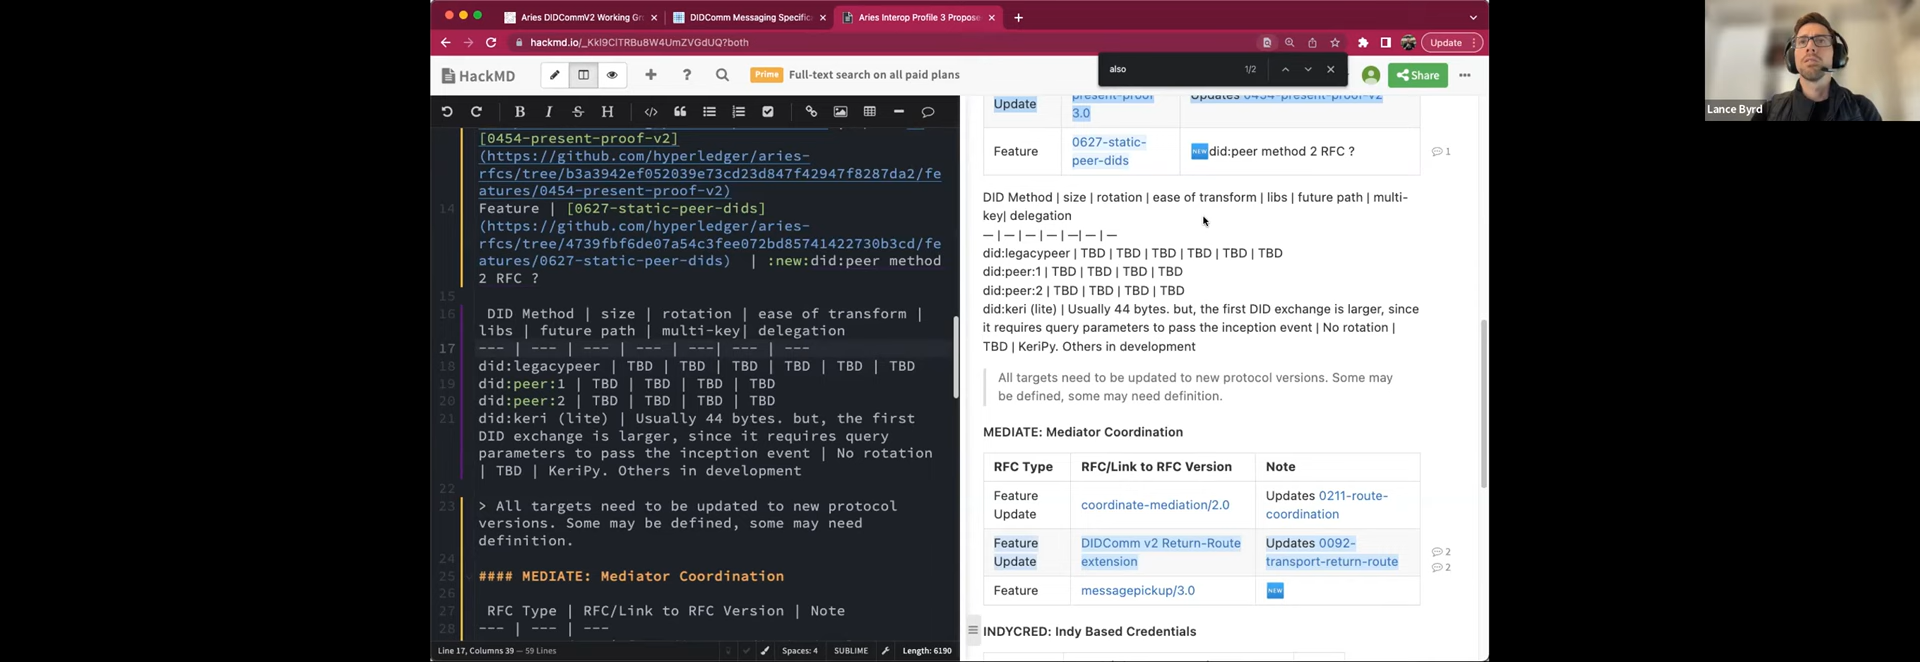 Aries DIDCommV2 Working Gr
DIDComm Messaging Specific
Aries Interop Profile 3 Propose
hackmd.io/_KkI9ClTRBu8W4UmZVGdUQ?both
Update
also
1/2
HackMD
Prime
Full-text search on all paid plans
Share
B I S H
[0454-present-proof-v2]
(https://github.com/hyperledger/aries-
rfcs/tree/b3a3942ef052039e73cd23d847f42947f8287da2/fe
atures/0454-present-proof-v2)
14 Feature | [0627-static-peer-dids]
(https://github.com/hyperledger/aries-
rfcs/tree/4739fbf6de07a54c3fee072bd85741422730b3cd/fe
atures/0627-static-peer-dids) | :new:did:peer method
2 RFC ?
15
16 DID Method | size | rotation | ease of transform |
libs | future path | multi-key| delegation
17 --- | --- | --- | --- | ---| --- | ---
18 did:legacypeer | TBD | TBD | TBD | TBD | TBD | TBD
19 did:peer:1 | TBD | TBD | TBD | TBD
20 did:peer:2 | TBD | TBD | TBD | TBD
21 did:keri (lite) | Usually 44 bytes. but, the first
DID exchange is larger, since it requires query
parameters to pass the inception event | No rotation
| TBD | KeriPy. Others in development
22
23 > All targets need to be updated to new protocol
versions. Some may be defined, some may need
definition.
24
25 #### MEDIATE: Mediator Coordination
26
27 RFC Type | RFC/Link to RFC Version | Note
28 --- | --- | ---
Line 17, Columns 39 — 59 Lines
Spaces: 4
SUBLIME
Length: 6190
Update
present-proof
3.0
Updates 0454-present-proof-v2
Feature
0627-static-
peer-dids
NEW did:peer method 2 RFC ?
1
DID Method | size | rotation | ease of transform | libs | future path | multi-
key| delegation
— | — | — | — | —| — | —
did:legacypeer | TBD | TBD | TBD | TBD | TBD | TBD
did:peer:1 | TBD | TBD | TBD | TBD
did:peer:2 | TBD | TBD | TBD | TBD
did:keri (lite) | Usually 44 bytes. but, the first DID exchange is larger, since
it requires query parameters to pass the inception event | No rotation |
TBD | KeriPy. Others in development
All targets need to be updated to new protocol versions. Some may
be defined, some may need definition.
MEDIATE: Mediator Coordination
RFC Type
RFC/Link to RFC Version
Note
Feature
Update
coordinate-mediation/2.0
Updates 0211-route-
coordination
Feature
Update
DIDComm v2 Return-Route
extension
Updates 0092-
transport-return-route
2
2
Feature
messagepickup/3.0
NEW
INDYCRED: Indy Based Credentials
Lance Byrd